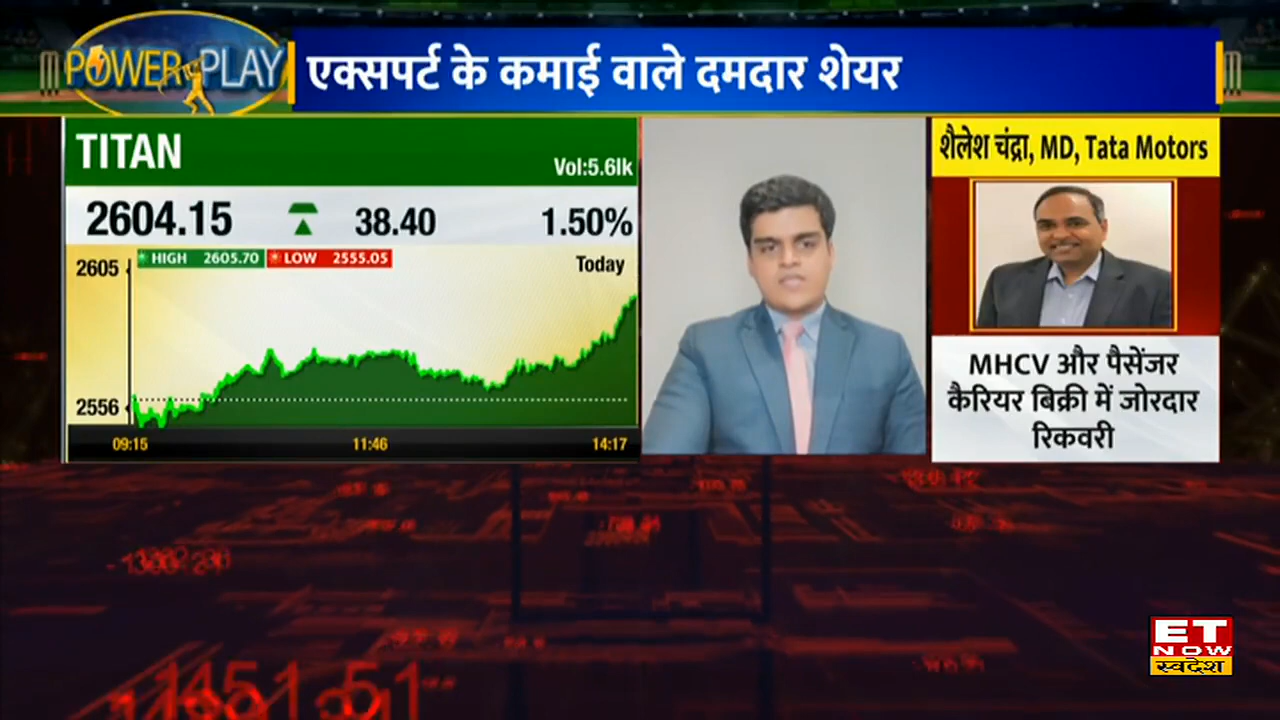 POWER PLAY
एक्सपर्ट के कमाई वाले दमदार शेयर
TITAN
Vol:5.6lk
2604.15 38.40 1.50%
HIGH 2605.70 LOW 2555.05
Today
2605
2556
09:15 11:46 14:17
शैलेश चंद्रा, MD, Tata Motors
MHCV और पैसेंजर
कैरियर बिक्री में जोरदार
रिकवरी
1451.51
ET
NOW
स्वदेश